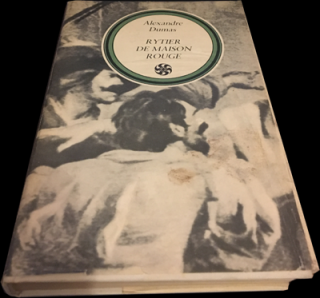 Alexandre
Dumas
RYTIER
DE MAISON
ROUGE